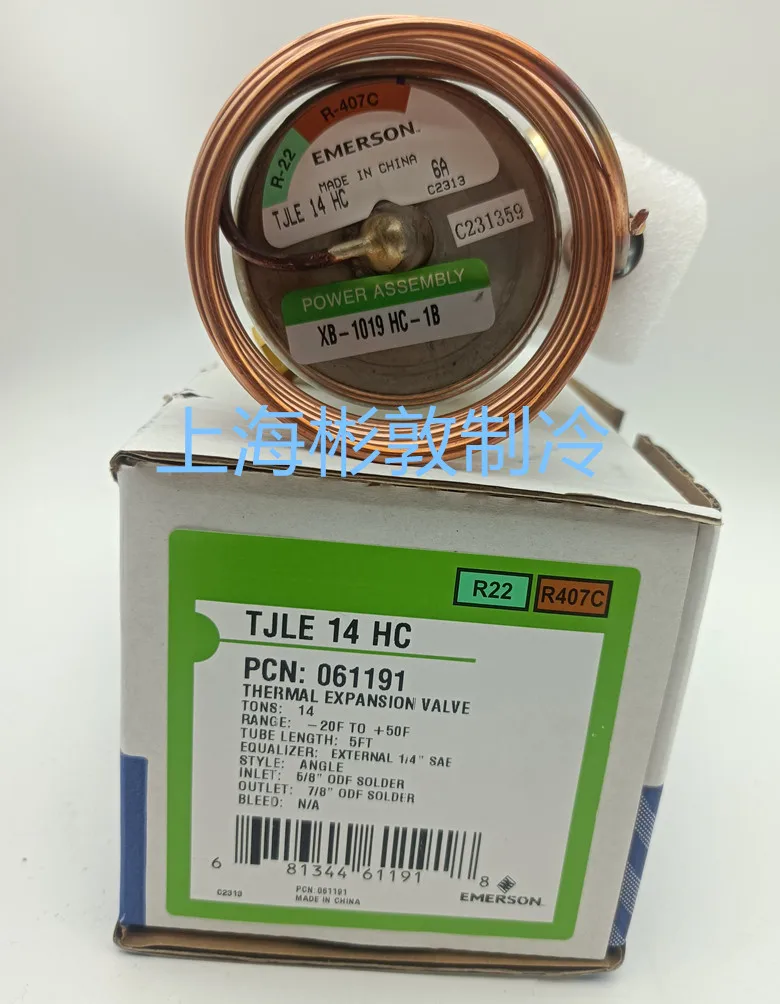 R-407C
R-22
EMERSON™
MADE IN CHINA
6A
TJLE 14 HC
C2313
C231359
POWER ASSEMBLY
XB-1019 HC-1B
上海彬敦制冷
R22
R407C
TJLE 14 HC
PCN: 061191
THERMAL EXPANSION VALVE
TONS: 14
RANGE: -20F TO +50F
TUBE LENGTH: 5FT
EQUALIZER: EXTERNAL 1/4" SAE
STYLE: ANGLE
INLET: 5/8" ODF SOLDER
OUTLET: 7/8" ODF SOLDER
BLEED: N/A
6 81344 61191 8
C2313
PCN:061191
MADE IN CHINA
EMERSON™